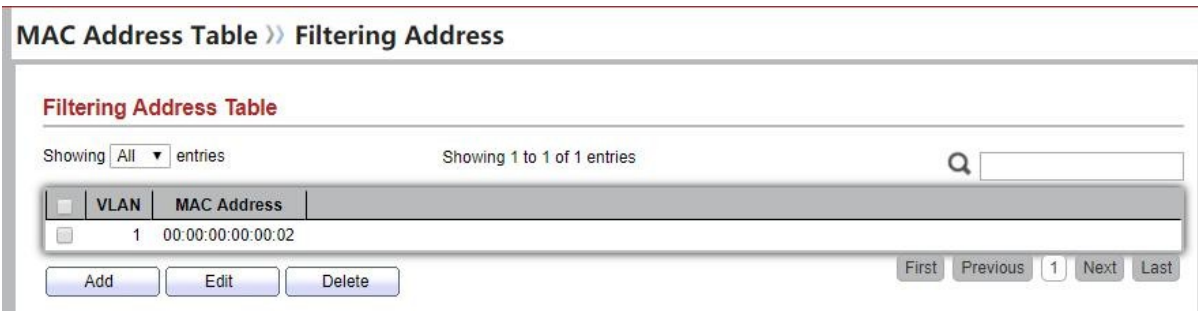 MAC Address Table » Filtering Address
Filtering Address Table
Showing All ▼ entries Showing 1 to 1 of 1 entries
VLAN MAC Address
1 00:00:00:00:00:02
Add Edit Delete First Previous 1 Next Last